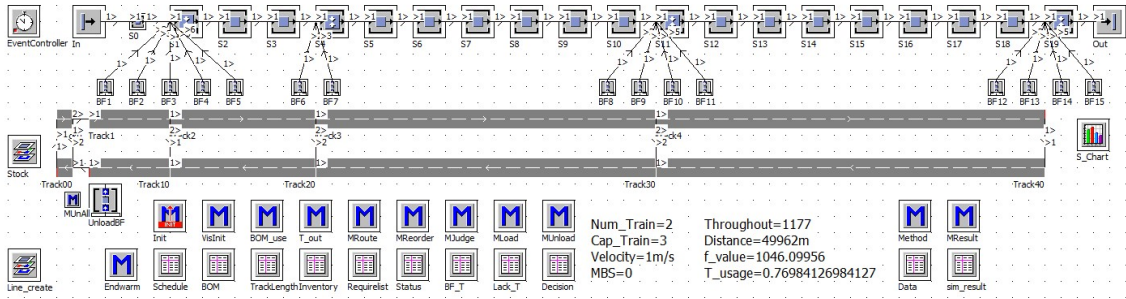 EventController In S0 S1 S2 S3 S4 S5 S6 S7 S8 S9 S10 S11 S12 S13 S14 S15 S16 S17 S18 S19 Out
BF1 BF2 BF3 BF4 BF5 BF6 BF7 BF8 BF9 BF10 BF11 BF12 BF13 BF14 BF15
Track1
Stock
S_Chart
Track00 Track10 Track20 Track30 Track40
MUnAll UnloadBF
Init VisInit BOM_use T_out MRoute MReorder MJudge MLoad MUnload Method MResult
Num_Train=2 Throughout=1177
Cap_Train=3 Distance=49962m
Velocity=1m/s f_value=1046.09956
MBS=0 T_usage=0.76984126984127
Line_create Endwarm Schedule BOM TrackLength Inventory Requirelist Status BF_T Lack_T Decision Data sim_result